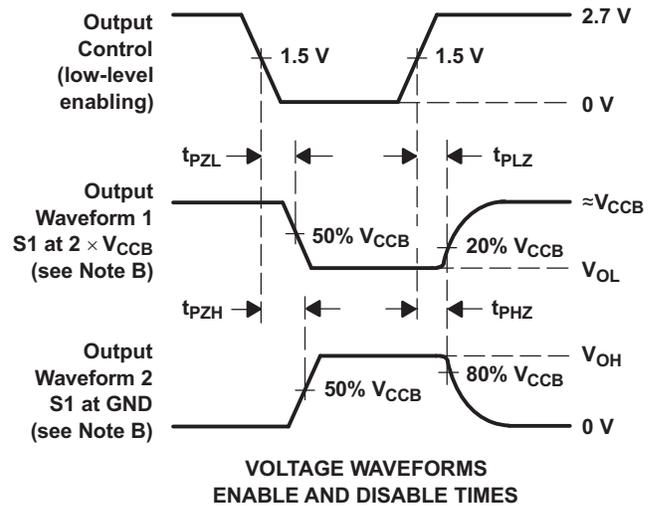 Output
Control
(low-level
enabling)
2.7 V
1.5 V
1.5 V
0 V
tPZL
tPLZ
Output
Waveform 1
S1 at 2 × VCCB
(see Note B)
≈VCCB
50% VCCB
20% VCCB
VOL
tPZH
tPHZ
Output
Waveform 2
S1 at GND
(see Note B)
VOH
50% VCCB
80% VCCB
0 V
VOLTAGE WAVEFORMS
ENABLE AND DISABLE TIMES